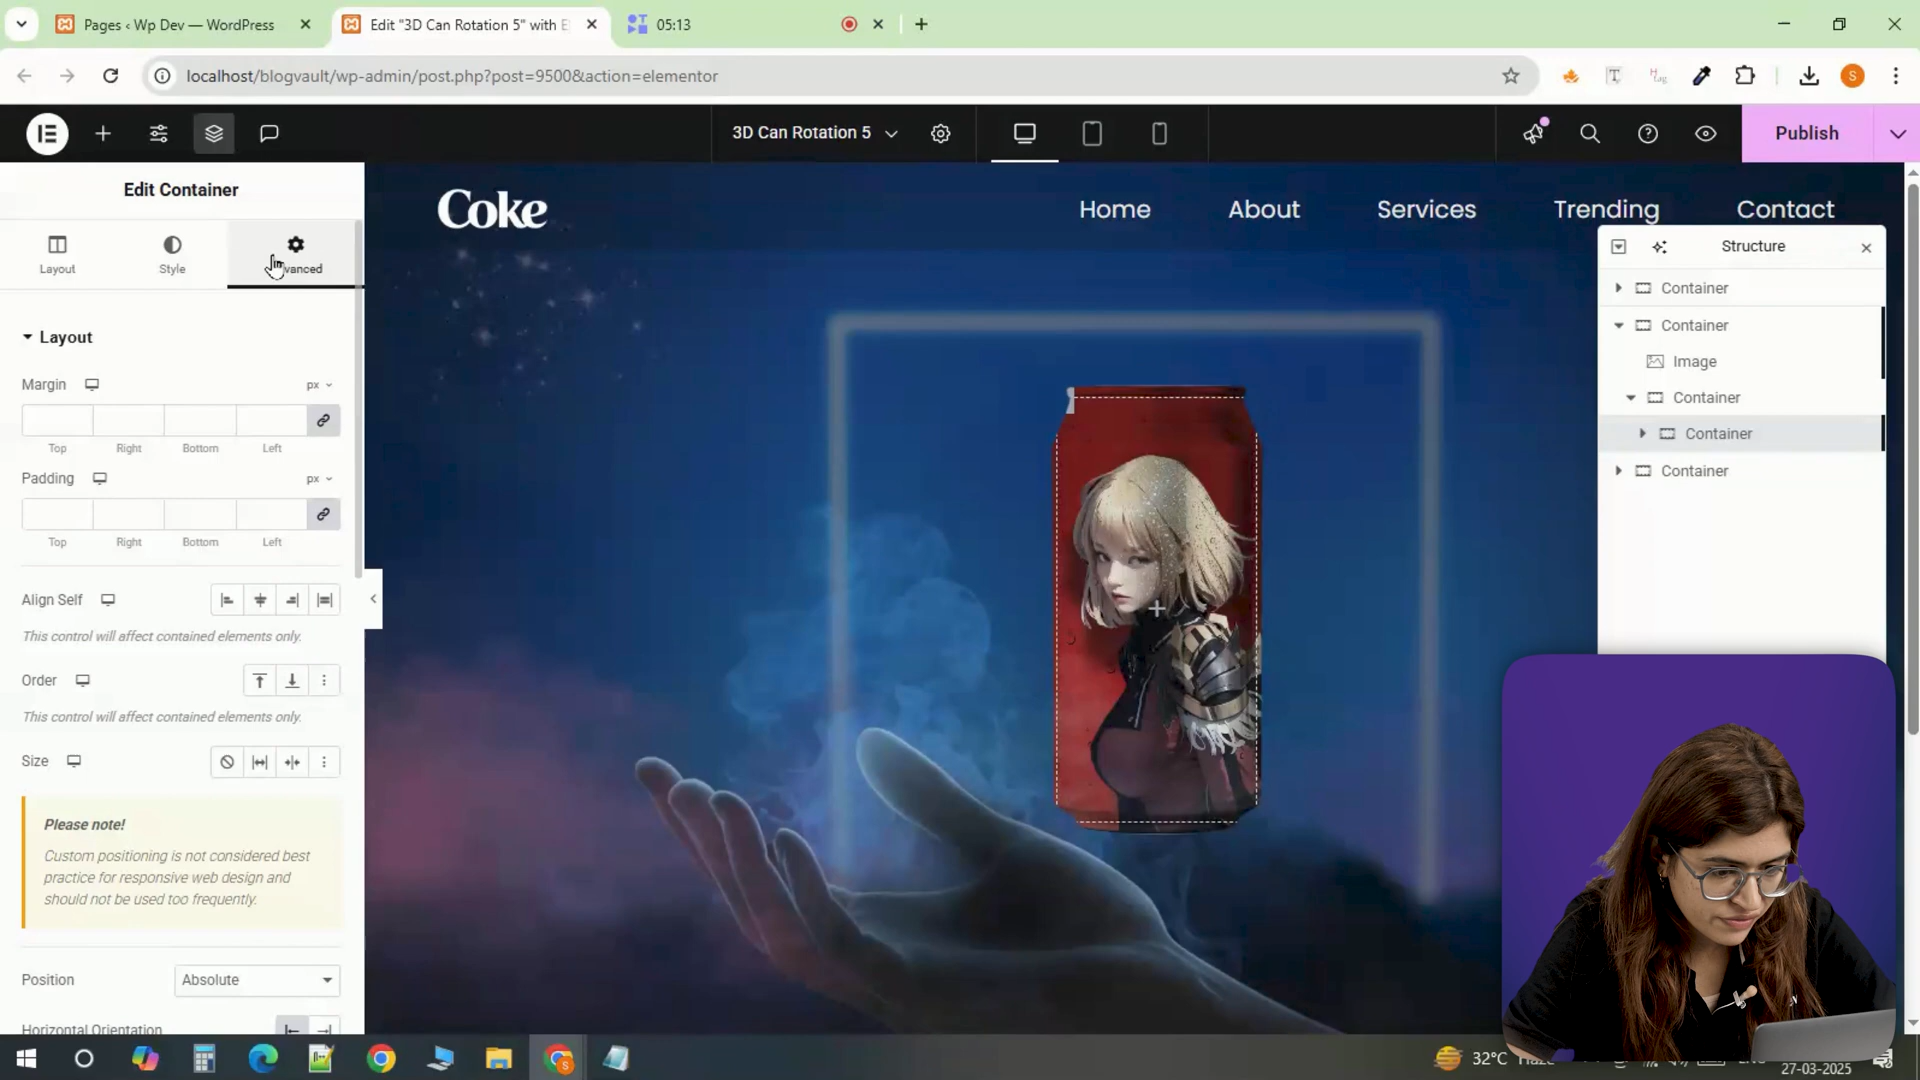 Pages ‹ Wp Dev — WordPress
Edit "3D Can Rotation 5" with E
05:13
localhost/blogvault/wp-admin/post.php?post=9500&action=elementor
S
3D Can Rotation 5
Publish
Edit Container
Layout
Style
vanced
Layout
Margin
px
Top
Right
Bottom
Left
Padding
px
Top
Right
Bottom
Left
Align Self
This control will affect contained elements only.
Order
This control will affect contained elements only.
Size
Please note!
Custom positioning is not considered best
practice for responsive web design and
should not be used too frequently.
Position
Absolute
Horizontal Orientation
Coke
Home
About
Services
Trending
Contact
Structure
Container
Container
Image
Container
Container
Container
32°C
27-03-2025